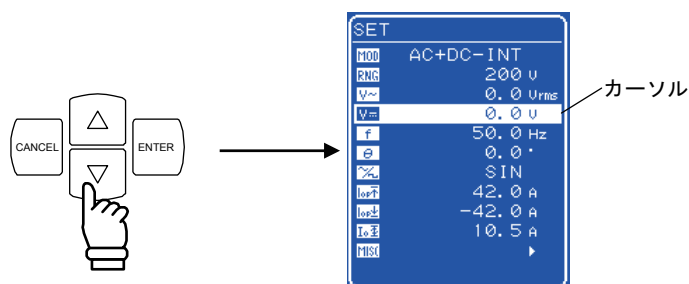 CANCEL
ENTER
SET
MOD AC+DC-INT
RNG 200 V
V~ 0.0 Vrms
V= 0.0 V
f 50.0 Hz
θ 0.0 °
SIN
42.0 A
-42.0 A
10.5 A
MISC
カーソル